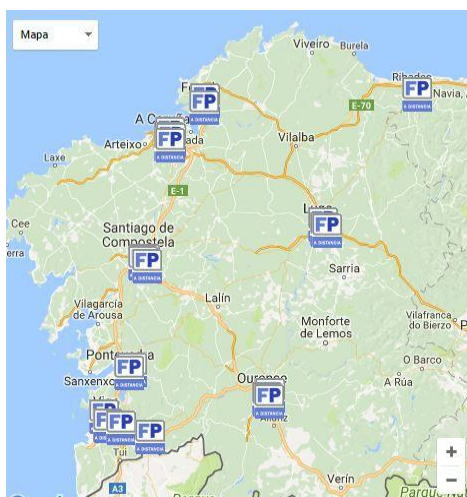 Mapa
Viveiro
Burela
Ribadeo
Navia,
FP
A DISTANCIA
FP
A DISTANCIA
E-70
Arteixo
FP
A DISTANCIA
Vilalba
Laxe
E-1
Cee
Santiago de
Compostela
FP
A DISTANCIA
FP
A DISTANCIA
Sarria
Lalín
Vilagarcía
de Arousa
Monforte
de Lemos
Vilafranca
do Bierzo
O Barco
A Rúa
FP
A DISTANCIA
Sanxenxo
FP
A DISTANCIA
FP
FP
A DISTANCIA
Tui
A3
Verín
+
−